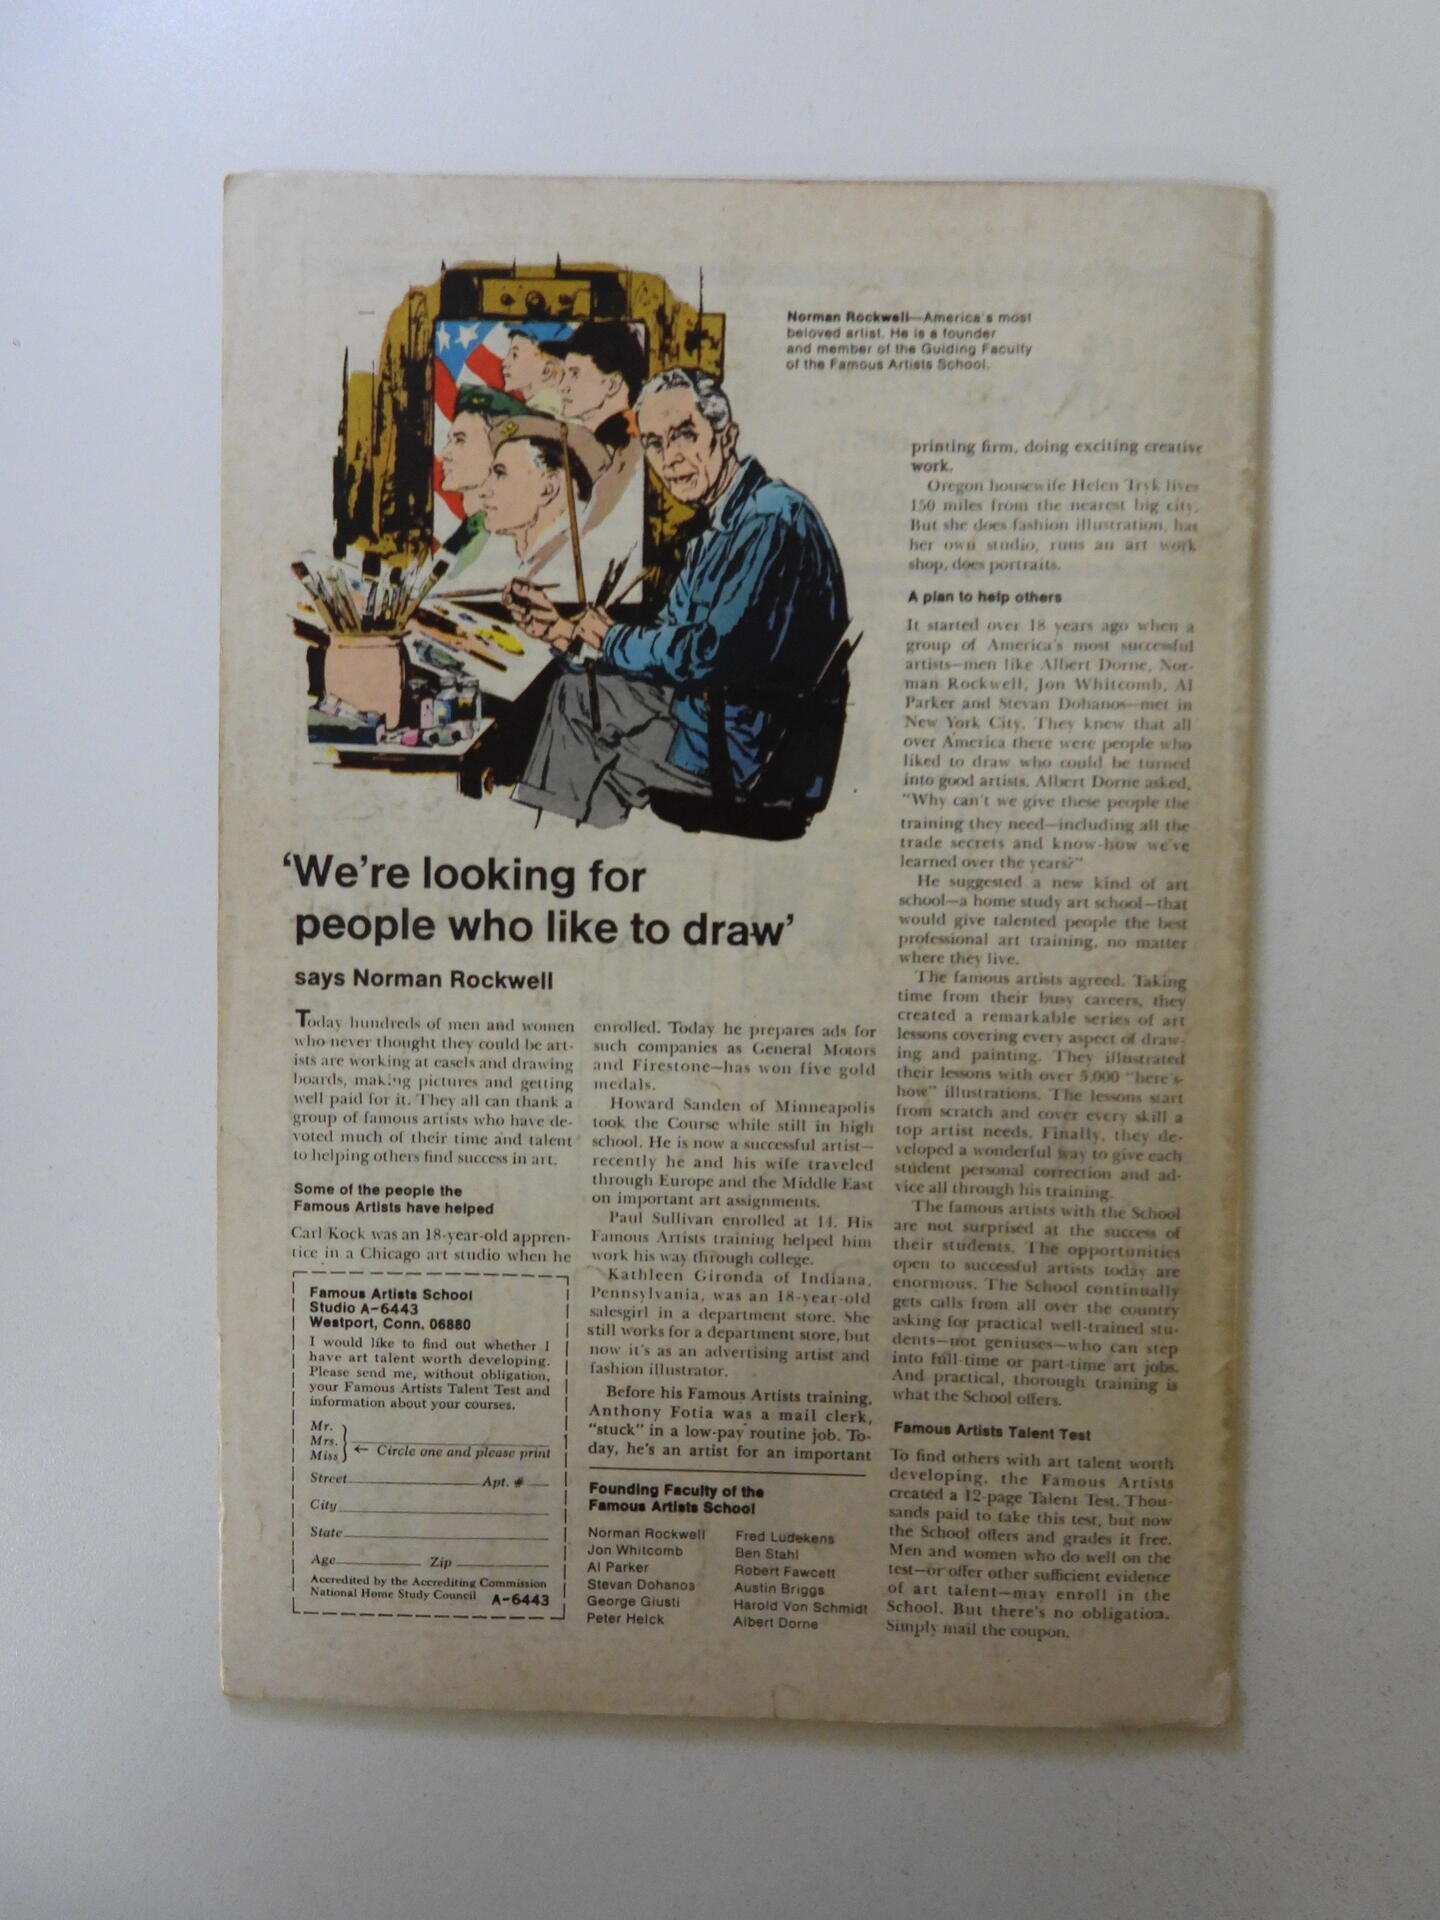 Norman Rockwell—America's most
beloved artist. He is a founder
and member of the Guiding Faculty
of the Famous Artists School.
'We're looking for
people who like to draw'
says Norman Rockwell
Today hundreds of men and women
who never thought they could be art-
ists are working at easels and drawing
boards, making pictures and getting
well paid for it. They all can thank a
group of famous artists who have de-
voted much of their time and talent
to helping others find success in art.
Some of the people the
Famous Artists have helped
Carl Kock was an 18-year-old appren-
tice in a Chicago art studio when he
enrolled. Today he prepares ads for
such companies as General Motors
and Firestone—has won five gold
medals.
Howard Sanden of Minneapolis
took the Course while still in high
school. He is now a successful artist—
recently he and his wife traveled
through Europe and the Middle East
on important art assignments.
Paul Sullivan enrolled at 14. His
Famous Artists training helped him
work his way through college.
Kathleen Gironda of Indiana,
Pennsylvania, was an 18-year-old
salesgirl in a department store. She
still works for a department store, but
now it's as an advertising artist and
fashion illustrator.
Before his Famous Artists training,
Anthony Fotia was a mail clerk,
"stuck" in a low-pay routine job. To-
day, he's an artist for an important
printing firm, doing exciting creative
work.
Oregon housewife Helen Tryk lives
150 miles from the nearest big city.
But she does fashion illustration, has
her own studio, runs an art work
shop, does portraits.
A plan to help others
It started over 18 years ago when a
group of America's most successful
artists—men like Albert Dorne, Nor-
man Rockwell, Jon Whitcomb, Al
Parker and Stevan Dohanos—met in
New York City. They knew that all
over America there were people who
liked to draw who could be turned
into good artists. Albert Dorne asked,
"Why can't we give these people the
training they need—including all the
trade secrets and know-how we've
learned over the years?"
He suggested a new kind of art
school—a home study art school—that
would give talented people the best
professional art training, no matter
where they live.
The famous artists agreed. Taking
time from their busy careers, they
created a remarkable series of art
lessons covering every aspect of draw-
ing and painting. They illustrated
their lessons with over 5,000 "here's-
how" illustrations. The lessons start
from scratch and cover every skill a
top artist needs. Finally, they de-
veloped a wonderful way to give each
student personal correction and ad-
vice all through his training.
The famous artists with the School
are not surprised at the success of
their students. The opportunities
open to successful artists today are
enormous. The School continually
gets calls from all over the country
asking for practical well-trained stu-
dents—not geniuses—who can step
into full-time or part-time art jobs.
And practical, thorough training is
what the School offers.
Famous Artists Talent Test
To find others with art talent worth
developing, the Famous Artists
created a 12-page Talent Test. Thou-
sands paid to take this test, but now
the School offers and grades it free.
Men and women who do well on the
test—or offer other sufficient evidence
of art talent—may enroll in the
School. But there's no obligation.
Simply mail the coupon.
Famous Artists School
Studio A-6443
Westport, Conn. 06880
I would like to find out whether I
have art talent worth developing.
Please send me, without obligation,
your Famous Artists Talent Test and
information about your courses.
Mr.
Mrs.
Miss
← Circle one and please print
Street Apt. #
City
State
Age Zip
Accredited by the Accrediting Commission
National Home Study Council A-6443
Founding Faculty of the
Famous Artists School
Norman Rockwell
Jon Whitcomb
Al Parker
Stevan Dohanos
George Giusti
Peter Helck
Fred Ludekens
Ben Stahl
Robert Fawcett
Austin Briggs
Harold Von Schmidt
Albert Dorne